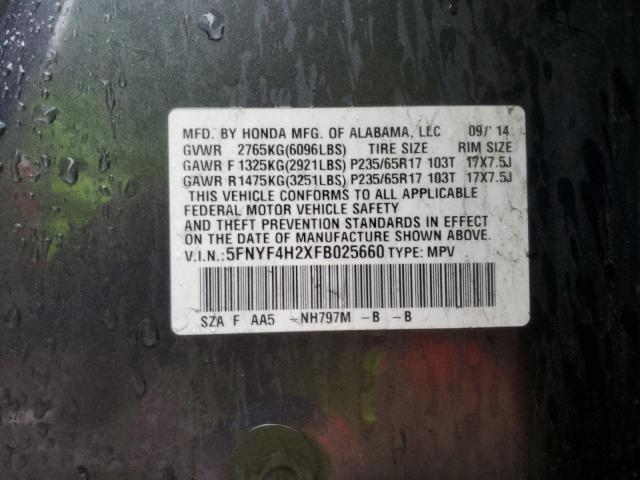 MFD. BY HONDA MFG. OF ALABAMA, LLC 09/'14
GVWR 2765KG(6096LBS) TIRE SIZE RIM SIZE
GAWR F 1325KG(2921LBS) P235/65R17 103T 17X7.5J
GAWR R1475KG(3251LBS) P235/65R17 103T 17X7.5J
THIS VEHICLE CONFORMS TO ALL APPLICABLE
FEDERAL MOTOR VEHICLE SAFETY
AND THEFT PREVENTION STANDARDS IN EFFECT
ON THE DATE OF MANUFACTURE SHOWN ABOVE.
V.I.N.:5FNYF4H2XFB025660 TYPE: MPV
SZA F AA5 -NH797M -B -B